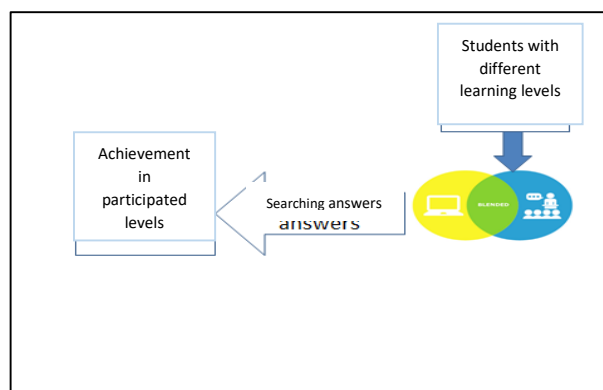 Students with
different
learning levels
Achievement
in
participated
levels
Searching answers
answers
BLENDED